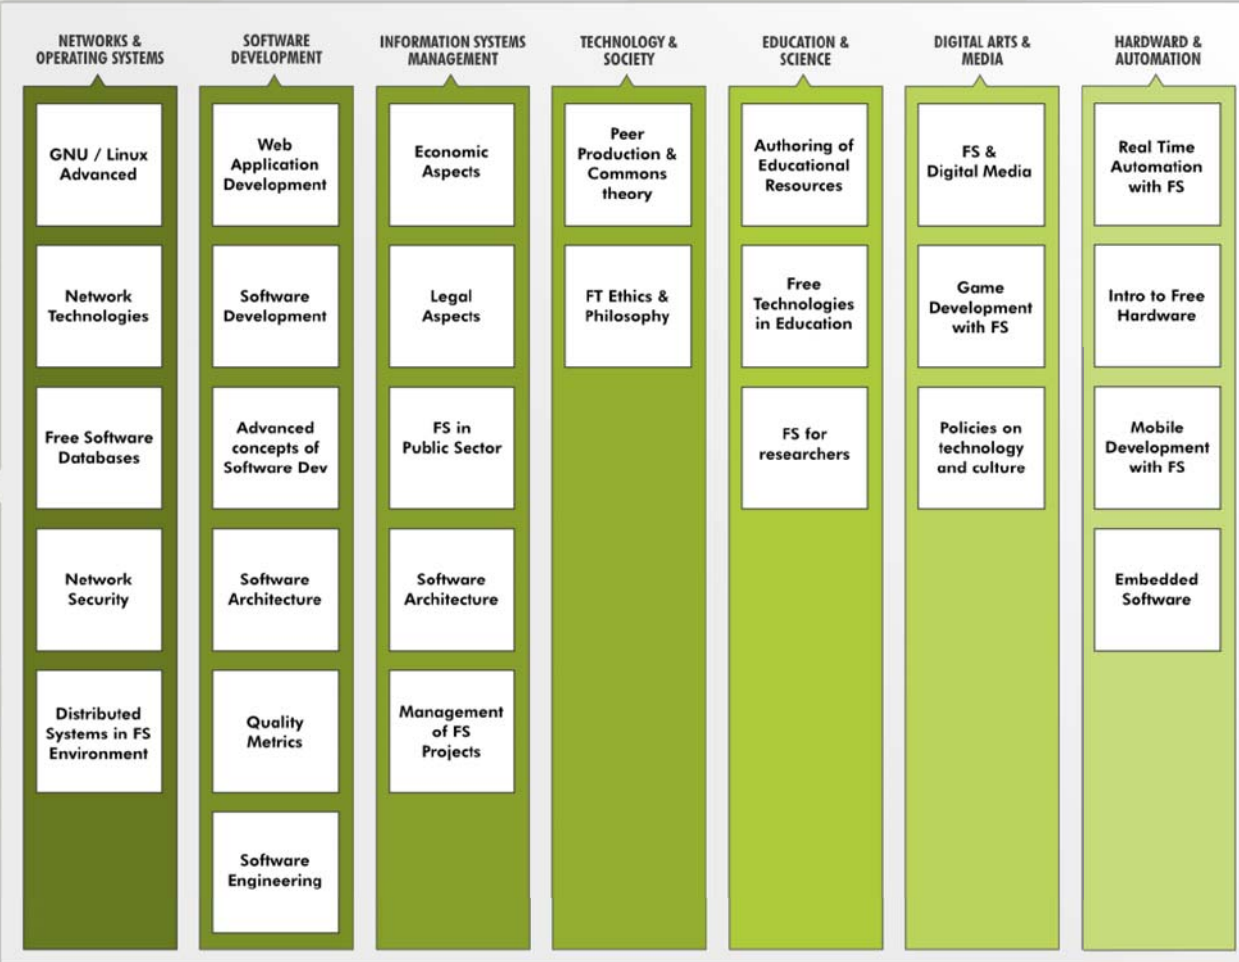 NETWORKS &
OPERATING SYSTEMS
GNU / Linux
Advanced
Network
Technologies
Free Software
Databases
Network
Security
Distributed
Systems in FS
Environment
SOFTWARE
DEVELOPMENT
Web
Application
Development
Software
Development
Advanced
concepts of
Software Dev
Software
Architecture
Quality
Metrics
Software
Engineering
INFORMATION SYSTEMS
MANAGEMENT
Economic
Aspects
Legal
Aspects
FS in
Public Sector
Software
Architecture
Management
of FS
Projects
TECHNOLOGY &
SOCIETY
Peer
Production &
Commons
theory
FT Ethics &
Philosophy
EDUCATION &
SCIENCE
Authoring of
Educational
Resources
Free
Technologies
in Education
FS for
researchers
DIGITAL ARTS &
MEDIA
FS &
Digital Media
Game
Development
with FS
Policies on
technology
and culture
HARDWARD &
AUTOMATION
Real Time
Automation
with FS
Intro to Free
Hardware
Mobile
Development
with FS
Embedded
Software